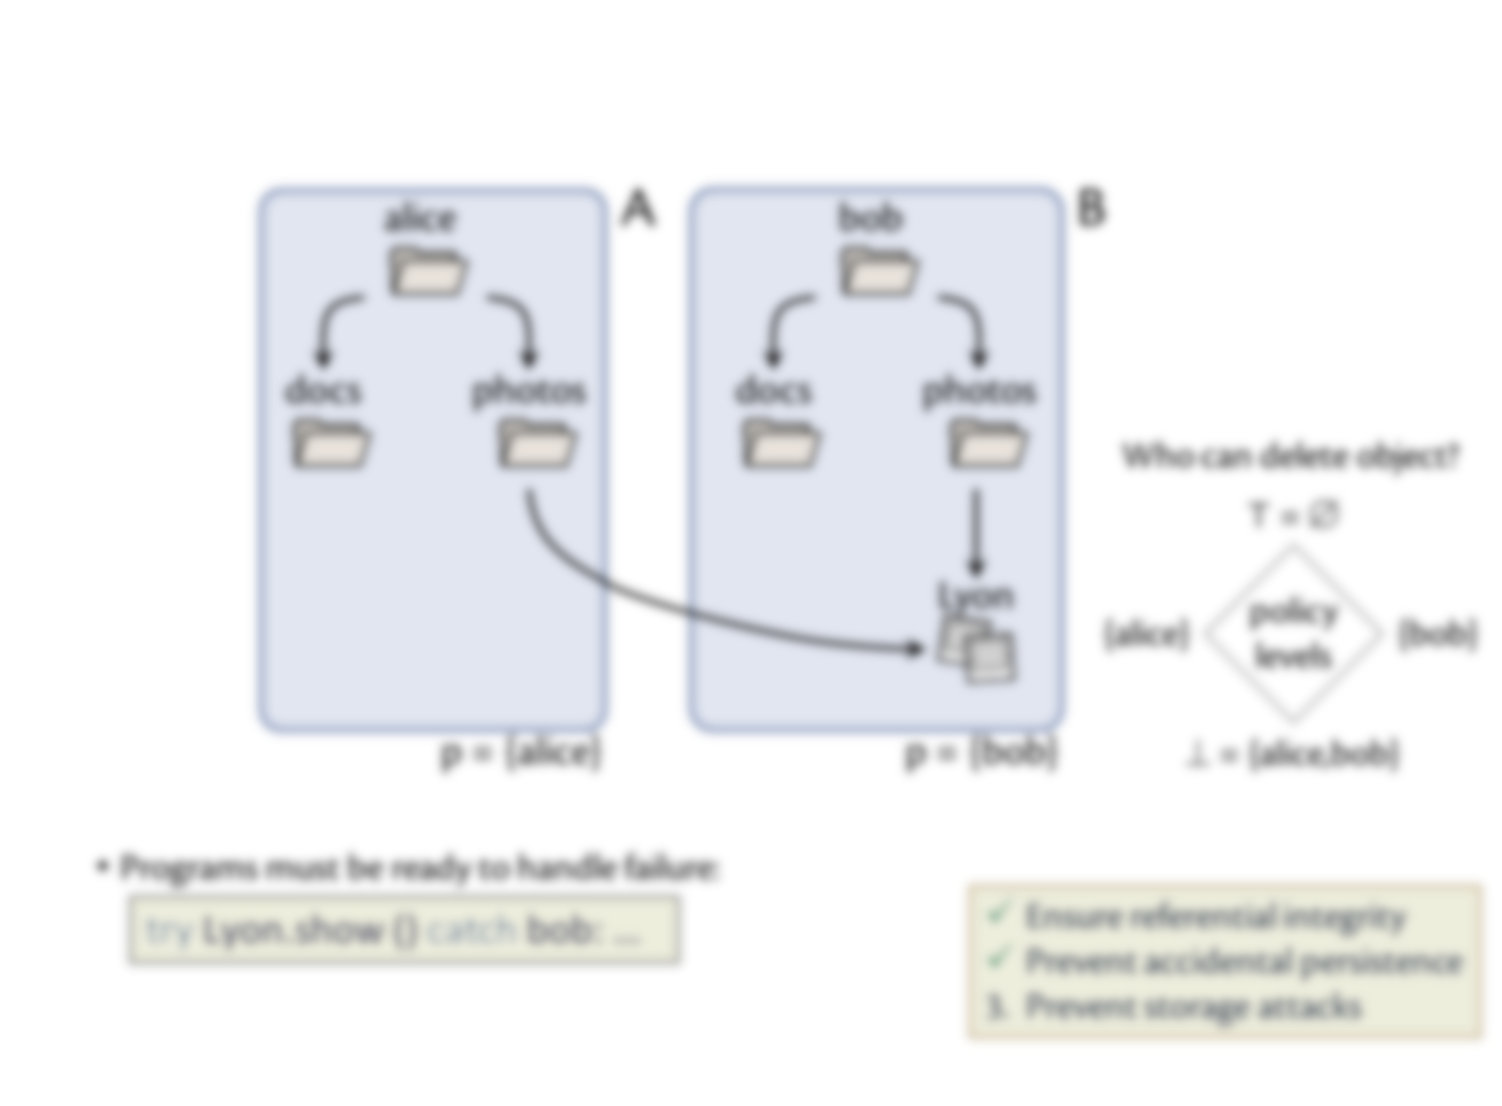 A
B
alice
bob
docs
photos
docs
photos
Who can delete object?
⊤ = ∅
Lyon
{alice}
policy
levels
{bob}
p = {alice}
p = {bob}
⊥ = {alice,bob}
• Programs must be ready to handle failure:
try Lyon.show () catch bob: ...
✓ Ensure referential integrity
✓ Prevent accidental persistence
3. Prevent storage attacks